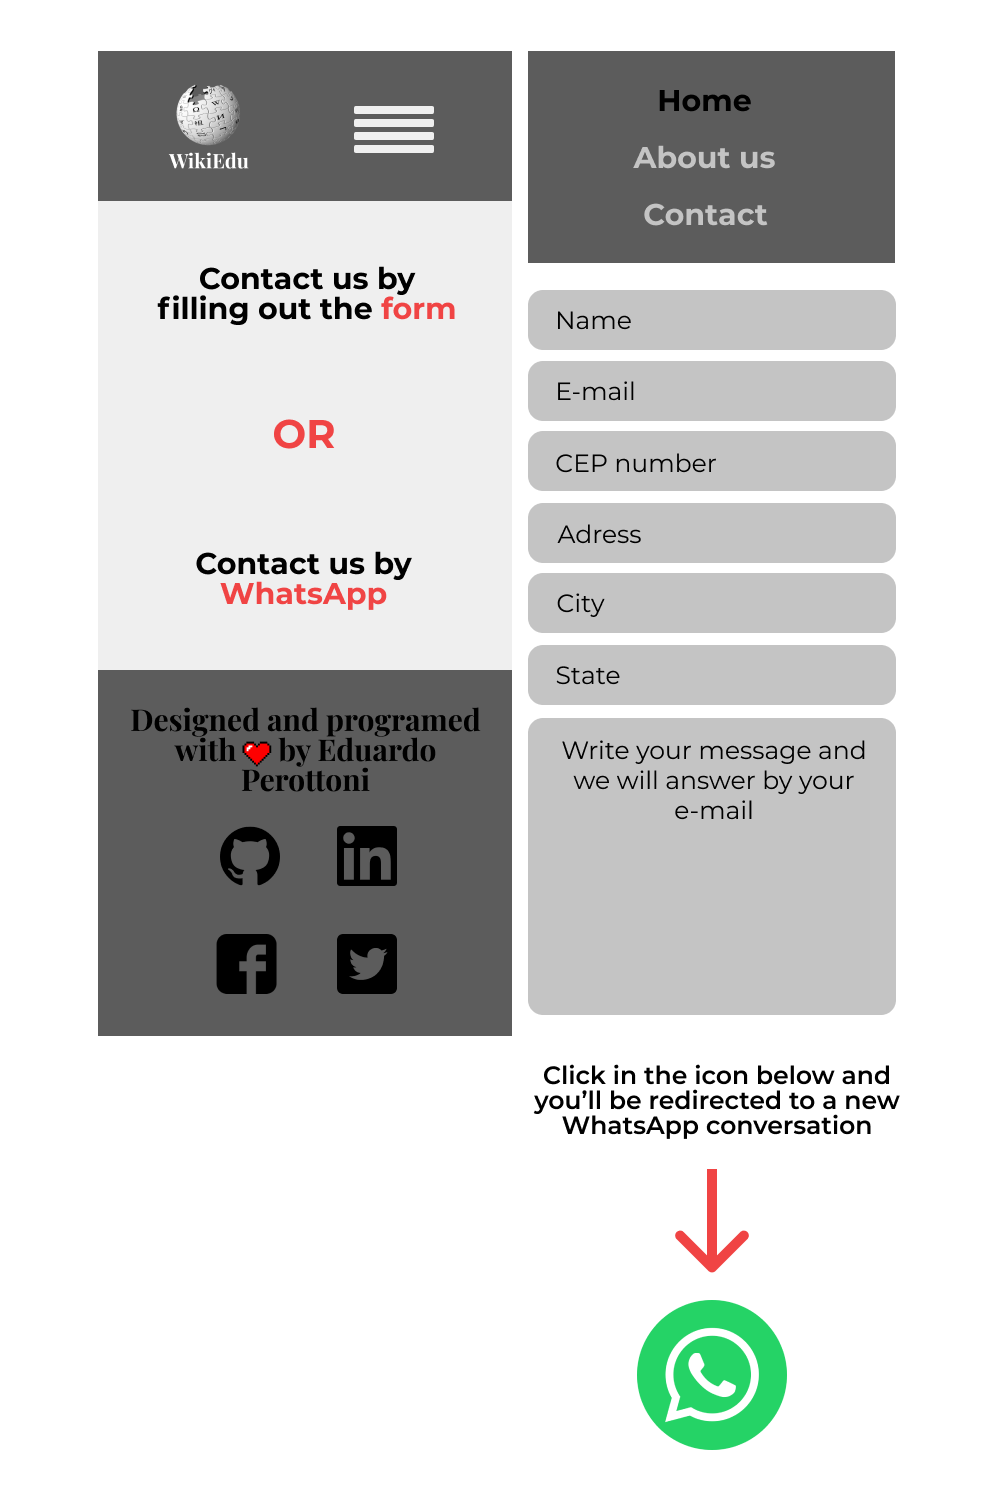 WikiEdu
Contact us by
filling out the form
OR
Contact us by
WhatsApp
Designed and programed
with ❤ by Eduardo
Perottoni
Home
About us
Contact
Name
E-mail
CEP number
Adress
City
State
Write your message and
we will answer by your
e-mail
Click in the icon below and
you’ll be redirected to a new
WhatsApp conversation